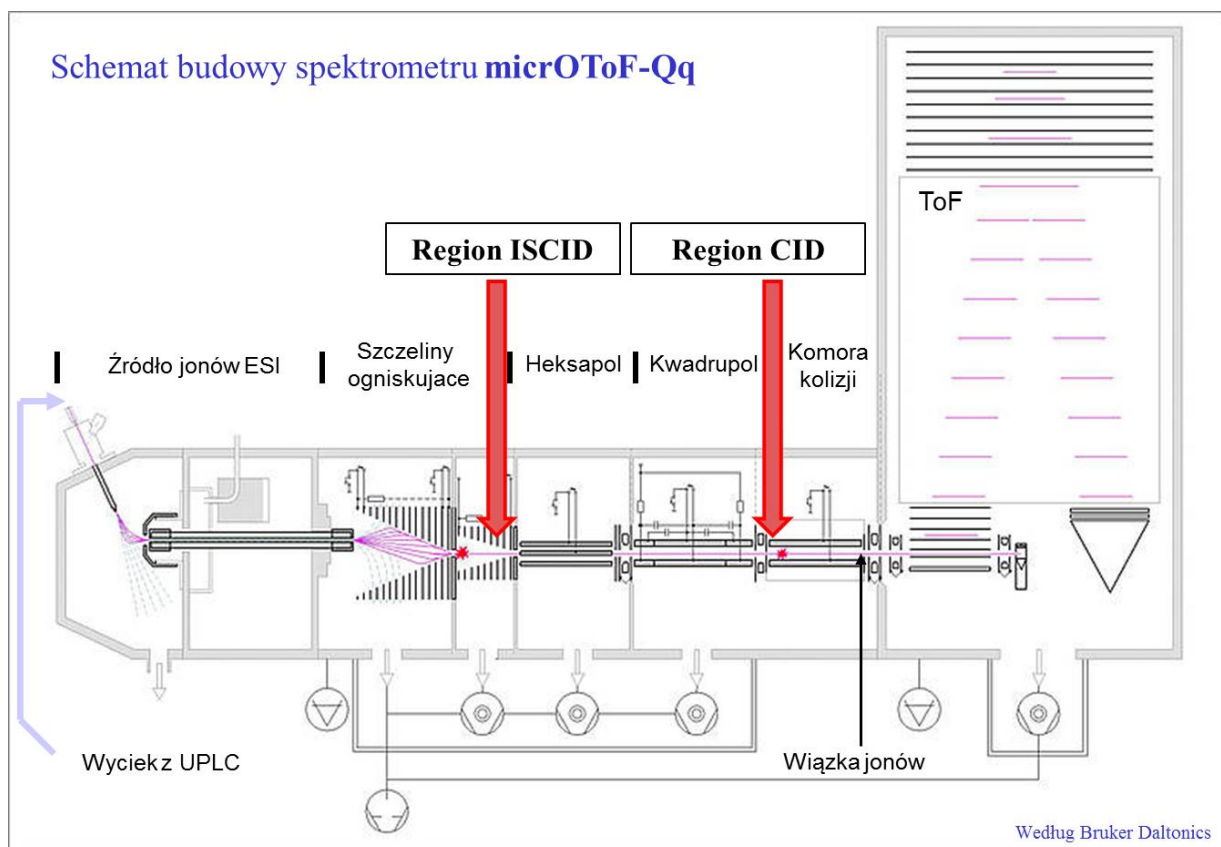 Schemat budowy spektrometru micrOToF-Qq
ToF
Region ISCID
Region CID
Źródło jonów ESI
Szczeliny
ogniskujace
Heksapol
Kwadrupol
Komora
kolizji
Wyciek z UPLC
Wiązka jonów
Według Bruker Daltonics